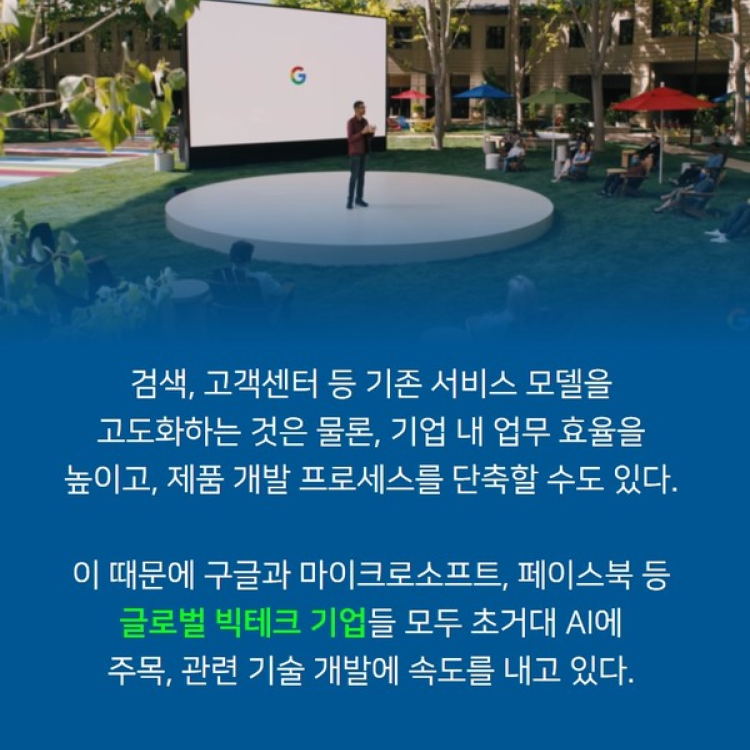 G
검색, 고객센터 등 기존 서비스 모델을
고도화하는 것은 물론, 기업 내 업무 효율을
높이고, 제품 개발 프로세스를 단축할 수도 있다.
이 때문에 구글과 마이크로소프트, 페이스북 등
글로벌 빅테크 기업들 모두 초거대 AI에
주목, 관련 기술 개발에 속도를 내고 있다.